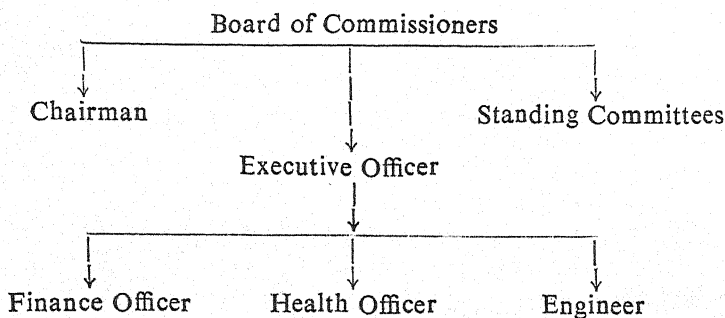 Board of Commissioners
Chairman
Standing Committees
Executive Officer
Finance Officer Health Officer Engineer